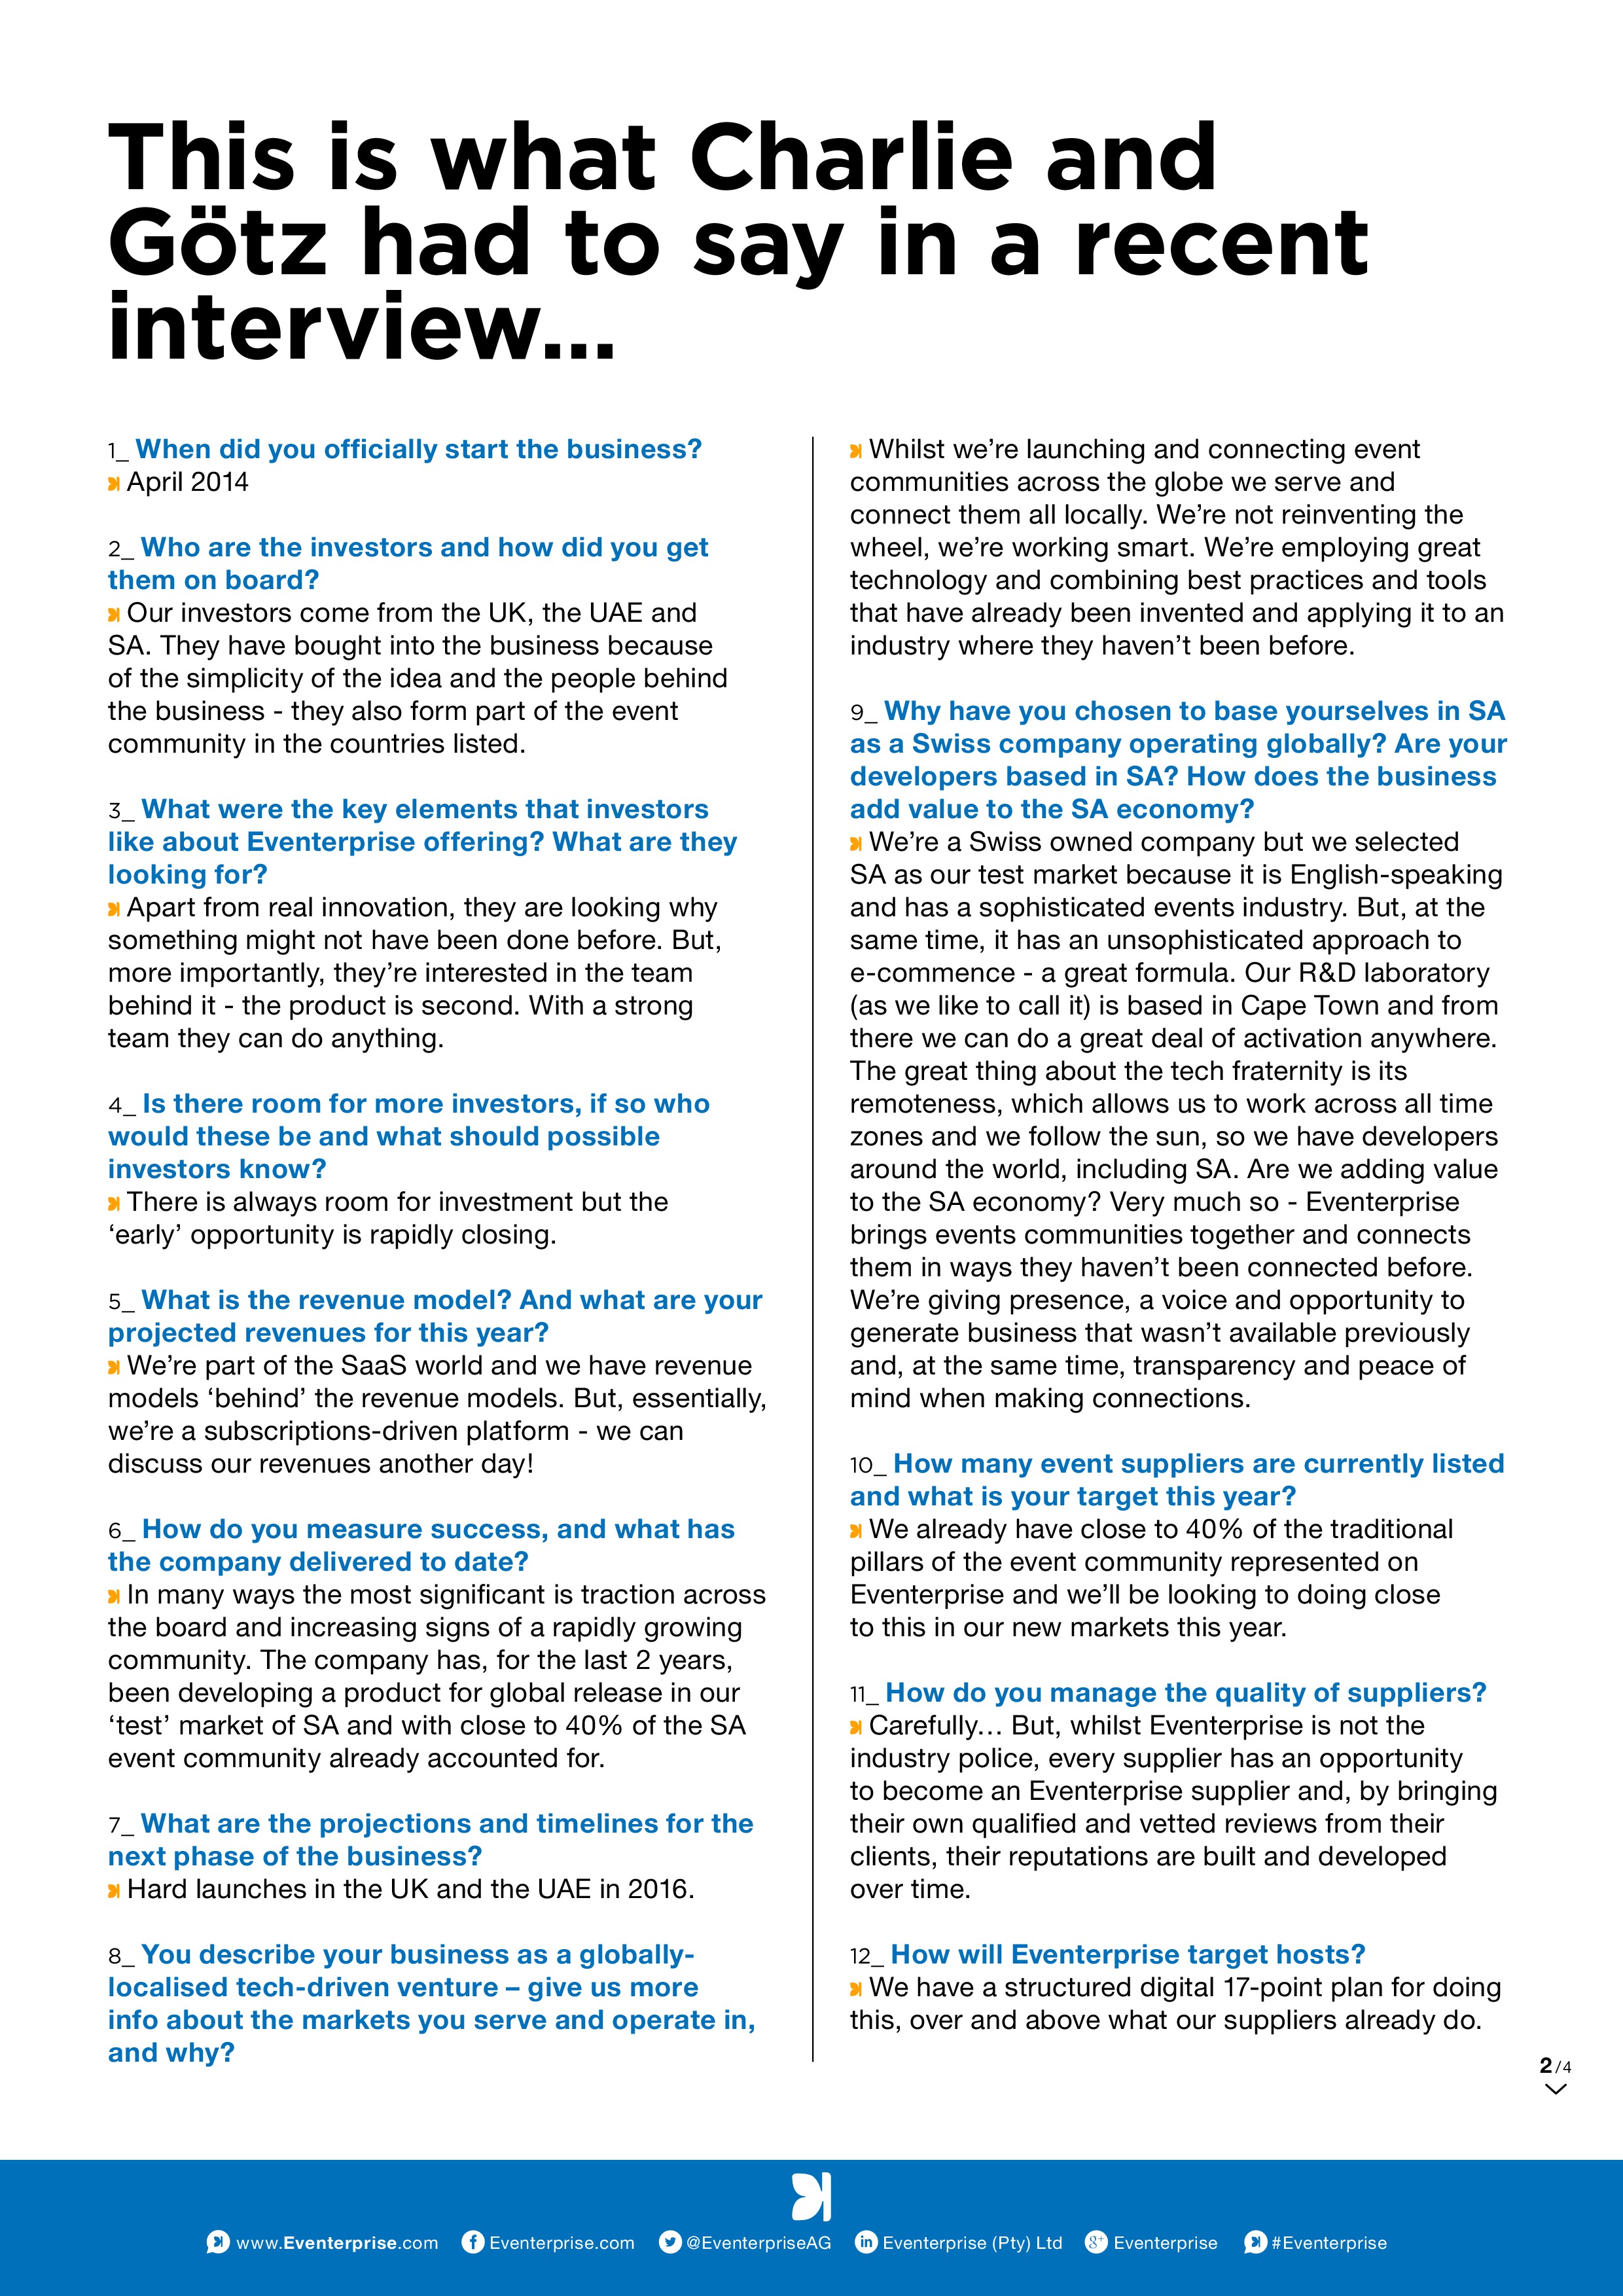 This is what Charlie and
Götz had to say in a recent
interview...
1_ When did you officially start the business?
April 2014
2_ Who are the investors and how did you get
them on board?
Our investors come from the UK, the UAE and
SA. They have bought into the business because
of the simplicity of the idea and the people behind
the business - they also form part of the event
community in the countries listed.
3_ What were the key elements that investors
like about Eventerprise offering? What are they
looking for?
Apart from real innovation, they are looking why
something might not have been done before. But,
more importantly, they’re interested in the team
behind it - the product is second. With a strong
team they can do anything.
4_ Is there room for more investors, if so who
would these be and what should possible
investors know?
There is always room for investment but the
‘early’ opportunity is rapidly closing.
5_ What is the revenue model? And what are your
projected revenues for this year?
We’re part of the SaaS world and we have revenue
models ‘behind’ the revenue models. But, essentially,
we’re a subscriptions-driven platform - we can
discuss our revenues another day!
6_ How do you measure success, and what has
the company delivered to date?
In many ways the most significant is traction across
the board and increasing signs of a rapidly growing
community. The company has, for the last 2 years,
been developing a product for global release in our
‘test’ market of SA and with close to 40% of the SA
event community already accounted for.
7_ What are the projections and timelines for the
next phase of the business?
Hard launches in the UK and the UAE in 2016.
8_ You describe your business as a globally-
localised tech-driven venture – give us more
info about the markets you serve and operate in,
and why?
Whilst we’re launching and connecting event
communities across the globe we serve and
connect them all locally. We’re not reinventing the
wheel, we’re working smart. We’re employing great
technology and combining best practices and tools
that have already been invented and applying it to an
industry where they haven’t been before.
9_ Why have you chosen to base yourselves in SA
as a Swiss company operating globally? Are your
developers based in SA? How does the business
add value to the SA economy?
We’re a Swiss owned company but we selected
SA as our test market because it is English-speaking
and has a sophisticated events industry. But, at the
same time, it has an unsophisticated approach to
e-commence - a great formula. Our R&D laboratory
(as we like to call it) is based in Cape Town and from
there we can do a great deal of activation anywhere.
The great thing about the tech fraternity is its
remoteness, which allows us to work across all time
zones and we follow the sun, so we have developers
around the world, including SA. Are we adding value
to the SA economy? Very much so - Eventerprise
brings events communities together and connects
them in ways they haven’t been connected before.
We’re giving presence, a voice and opportunity to
generate business that wasn’t available previously
and, at the same time, transparency and peace of
mind when making connections.
10_ How many event suppliers are currently listed
and what is your target this year?
We already have close to 40% of the traditional
pillars of the event community represented on
Eventerprise and we’ll be looking to doing close
to this in our new markets this year.
11_ How do you manage the quality of suppliers?
Carefully… But, whilst Eventerprise is not the
industry police, every supplier has an opportunity
to become an Eventerprise supplier and, by bringing
their own qualified and vetted reviews from their
clients, their reputations are built and developed
over time.
12_ How will Eventerprise target hosts?
We have a structured digital 17-point plan for doing
this, over and above what our suppliers already do.
2/4
www.Eventerprise.com Eventerprise.com @EventerpriseAG Eventerprise (Pty) Ltd Eventerprise #Eventerprise